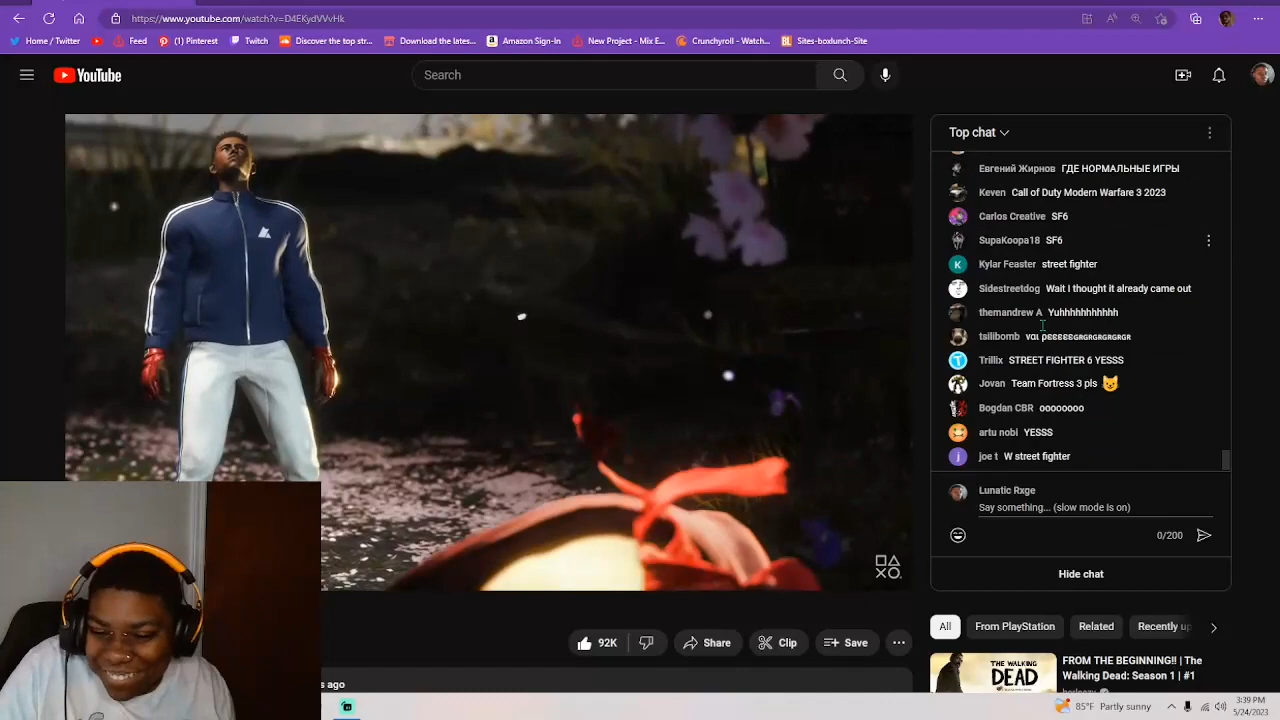 https://www.youtube.com/watch?v=D4EKydVvVHk
Home / Twitter Feed (1) Pinterest Twitch Discover the top str... Download the lates... Amazon Sign-In New Project - Mix E... Crunchyroll - Watch... Sites-boxlunch-Site
YouTube
Search
Top chat
Евгений Жирнов ГДЕ НОРМАЛЬНЫЕ ИГРЫ
Keven Call of Duty Modern Warfare 3 2023
Carlos Creative SF6
SupaKoopa18 SF6
K Kylar Feaster street fighter
Sidestreetdog Wait I thought it already came out
themandrew A Yuhhhhhhhhhh
tsilibomb
T Trillix STREET FIGHTER 6 YESSS
Jovan Team Fortress 3 pls
Bogdan CBR oooooooo
artu nobi YESSS
j joe t W street fighter
Lunatic Rxge
Say something... (slow mode is on)
0/200
Hide chat
92K Share Clip Save
All From PlayStation Related Recently up
s ago
THE WALKING DEAD
FROM THE BEGINNING!! | The
Walking Dead: Season 1 | #1
85°F Partly sunny
3:39 PM
5/24/2023